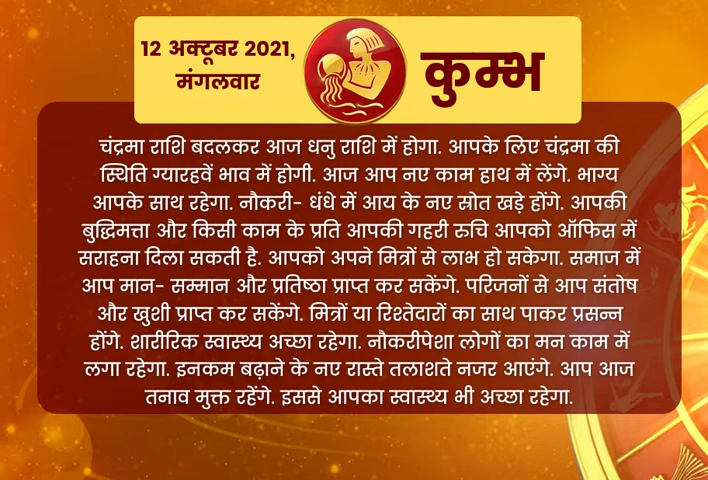 12 अक्टूबर 2021,
मंगलवार
कुम्भ
चंद्रमा राशि बदलकर आज धनु राशि में होगा. आपके लिए चंद्रमा की
स्थिति ग्यारहवें भाव में होगी. आज आप नए काम हाथ में लेंगे. भाग्य
आपके साथ रहेगा. नौकरी- धंधे में आय के नए स्रोत खड़े होंगे. आपकी
बुद्धिमत्ता और किसी काम के प्रति आपकी गहरी रुचि आपको ऑफिस में
सराहना दिला सकती है. आपको अपने मित्रों से लाभ हो सकेगा. समाज में
आप मान- सम्मान और प्रतिष्ठा प्राप्त कर सकेंगे. परिजनों से आप संतोष
और खुशी प्राप्त कर सकेंगे. मित्रों या रिश्तेदारों का साथ पाकर प्रसन्न
होंगे. शारीरिक स्वास्थ्य अच्छा रहेगा. नौकरीपेशा लोगों का मन काम में
लगा रहेगा. इनकम बढ़ाने के नए रास्ते तलाशते नजर आएंगे. आप आज
तनाव मुक्त रहेंगे. इससे आपका स्वास्थ्य भी अच्छा रहेगा.